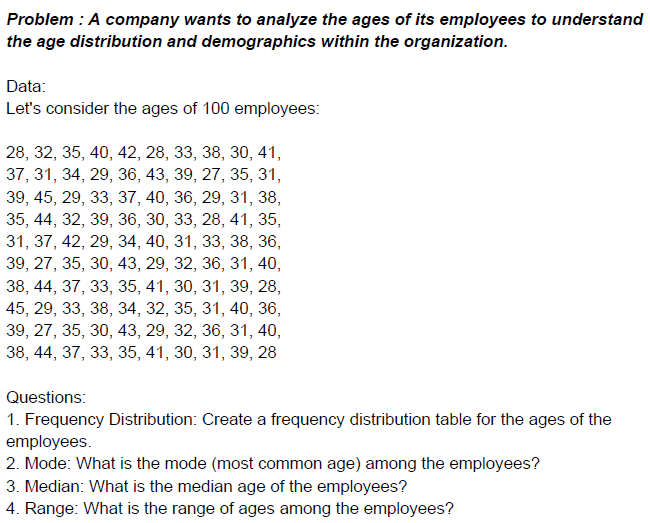 Problem : A company wants to analyze the ages of its employees to understand
the age distribution and demographics within the organization.
Data:
Let's consider the ages of 100 employees:
28, 32, 35, 40, 42, 28, 33, 38, 30, 41,
37, 31, 34, 29, 36, 43, 39, 27, 35, 31,
39, 45, 29, 33, 37, 40, 36, 29, 31, 38,
35, 44, 32, 39, 36, 30, 33, 28, 41, 35,
31, 37, 42, 29, 34, 40, 31, 33, 38, 36,
39, 27, 35, 30, 43, 29, 32, 36, 31, 40,
38, 44, 37, 33, 35, 41, 30, 31, 39, 28,
45, 29, 33, 38, 34, 32, 35, 31, 40, 36,
39, 27, 35, 30, 43, 29, 32, 36, 31, 40,
38, 44, 37, 33, 35, 41, 30, 31, 39, 28
Questions:
1. Frequency Distribution: Create a frequency distribution table for the ages of the
employees.
2. Mode: What is the mode (most common age) among the employees?
3. Median: What is the median age of the employees?
4. Range: What is the range of ages among the employees?